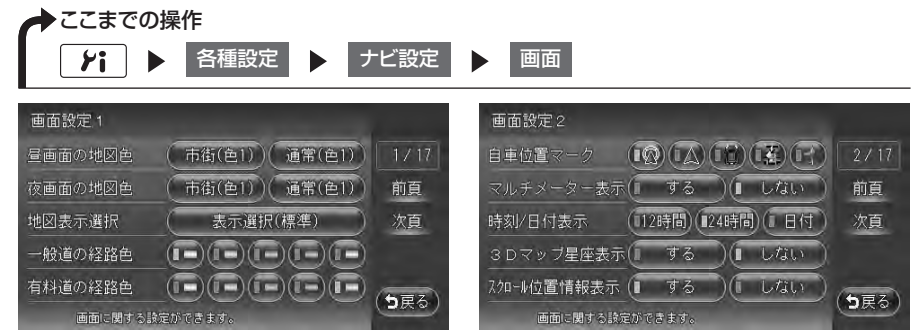 ここまでの操作
各種設定 ▶ ナビ設定 ▶ 画面
画面設定1
昼画面の地図色 市街(色1) 通常(色1) 1/17
夜画面の地図色 市街(色1) 通常(色1) 前頁
地図表示選択 表示選択(標準) 次頁
一般道の経路色
有料道の経路色
戻る
画面に関する設定ができます。
画面設定2
自車位置マーク 2/17
マルチメーター表示 する しない 前頁
時刻/日付表示 12時間 24時間 日付 次頁
3Dマップ星座表示 する しない
スクロール位置情報表示 する しない
戻る
画面に関する設定ができます。